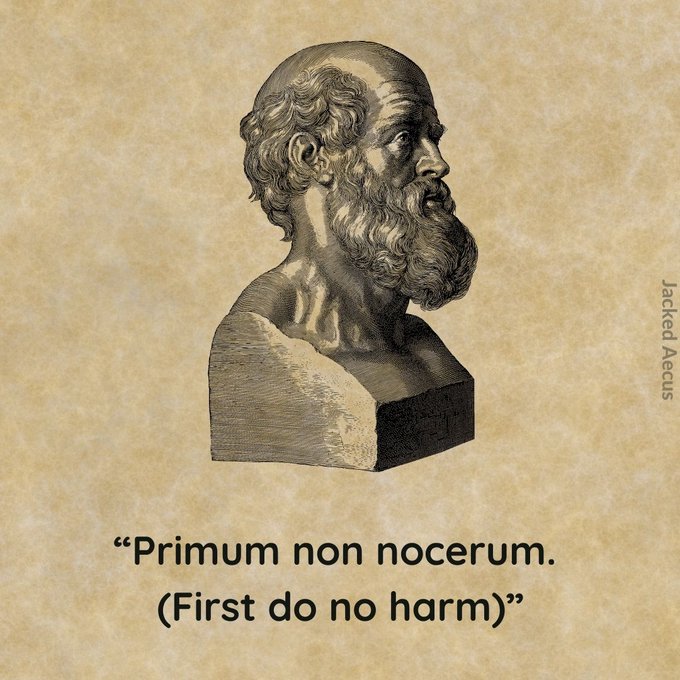 “Primum non nocerum.
(First do no harm)”
Jacked Aecus